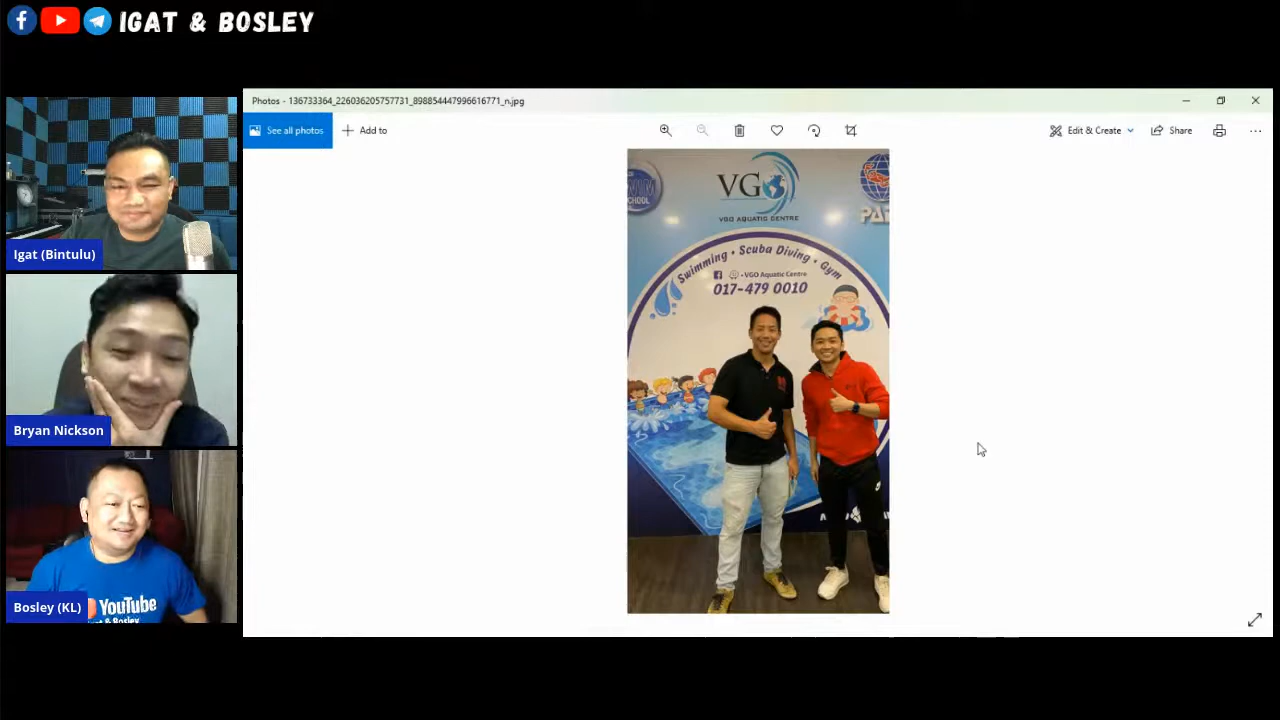 IGAT & BOSLEY
Photos - 136733364_226036205757731_898854447996616771_n.jpg
See all photos
Add to
Edit & Create
Share
Igat (Bintulu)
Bryan Nickson
YouTube
& Bosley
Bosley (KL)
VGO
VGO AQUATIC CENTRE
Swimming • Scuba Diving • Gym
• VGO Aquatic Centre
017-479 0010